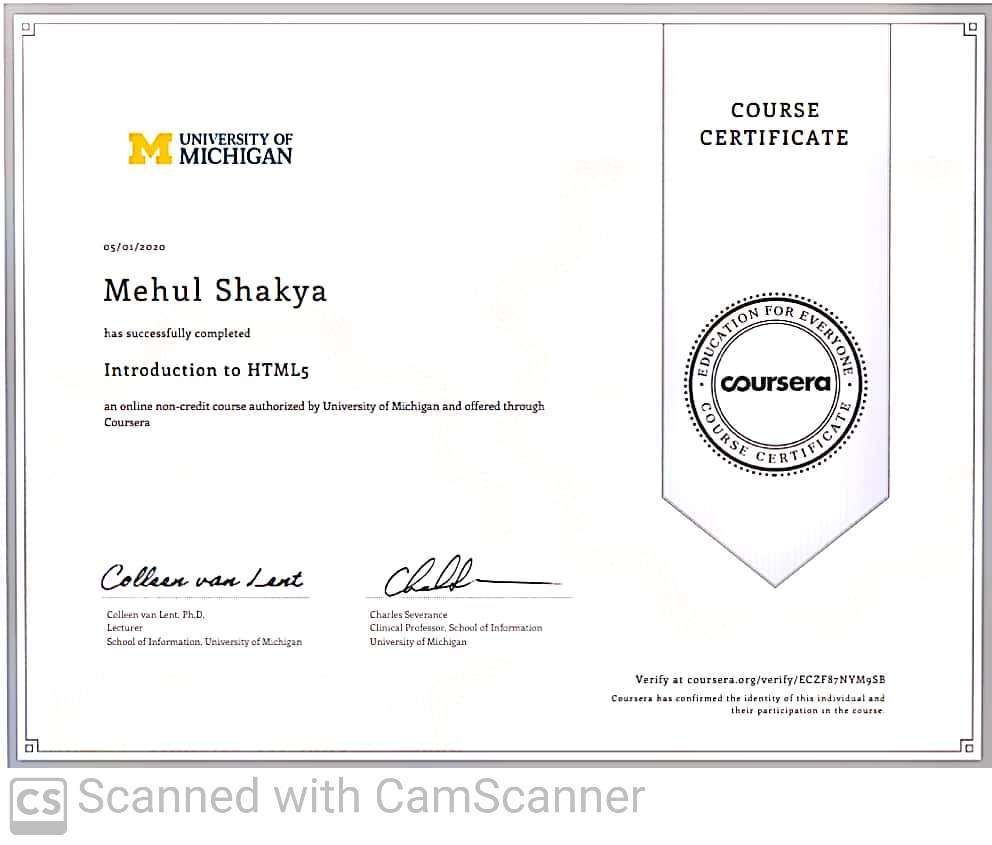 UNIVERSITY OF
MICHIGAN
COURSE
CERTIFICATE
05/01/2020
Mehul Shakya
has successfully completed
Introduction to HTML5
an online non-credit course authorized by University of Michigan and offered through
Coursera
EDUCATION FOR EVERYONE
coursera
COURSE CERTIFICATE
Colleen van Lent
Colleen van Lent, Ph.D.
Lecturer
School of Information, University of Michigan
Charles Severance
Clinical Professor, School of Information
University of Michigan
Verify at coursera.org/verify/ECZF87NYM9SB
Coursera has confirmed the identity of this individual and
their participation in the course.
CS Scanned with CamScanner